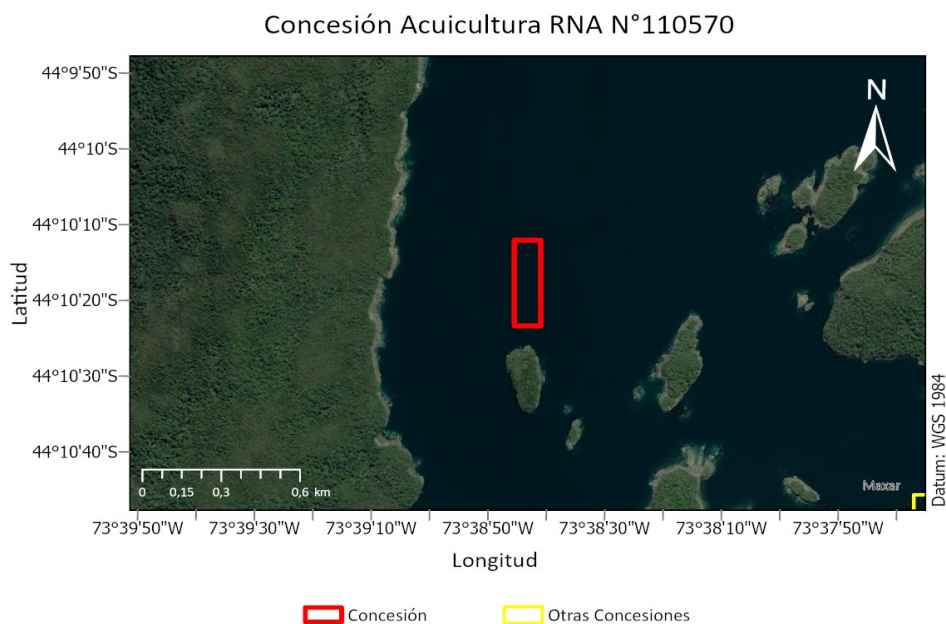 Concesión Acuicultura RNA N°110570
44°9'50"S
44°10'S
44°10'10"S
44°10'20"S
44°10'30"S
44°10'40"S
Latitud
N
0 0,15 0,3 0,6 km
Maxar
Datum: WGS 1984
73°39'50"W 73°39'30"W 73°39'10"W 73°38'50"W 73°38'30"W 73°38'10"W 73°37'50"W
Longitud
Concesión Otras Concesiones